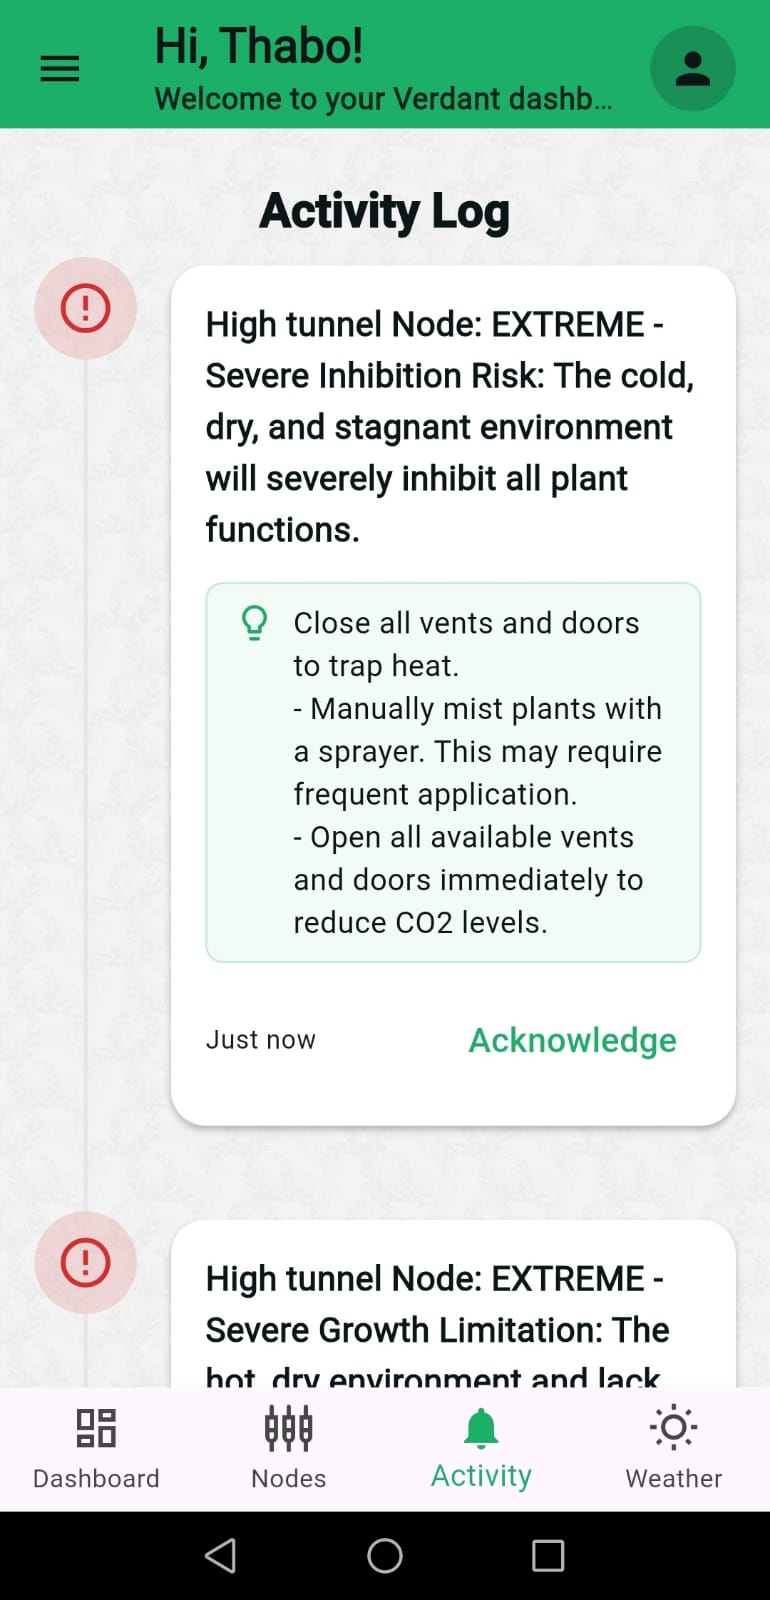 Hi, Thabo!
Welcome to your Verdant dashb...
Activity Log
High tunnel Node: EXTREME -
Severe Inhibition Risk: The cold,
dry, and stagnant environment
will severely inhibit all plant
functions.
Close all vents and doors
to trap heat.
- Manually mist plants with
a sprayer. This may require
frequent application.
- Open all available vents
and doors immediately to
reduce CO2 levels.
Just now
Acknowledge
High tunnel Node: EXTREME -
Severe Growth Limitation: The
hot, dry environment and lack
Dashboard
Nodes
Activity
Weather